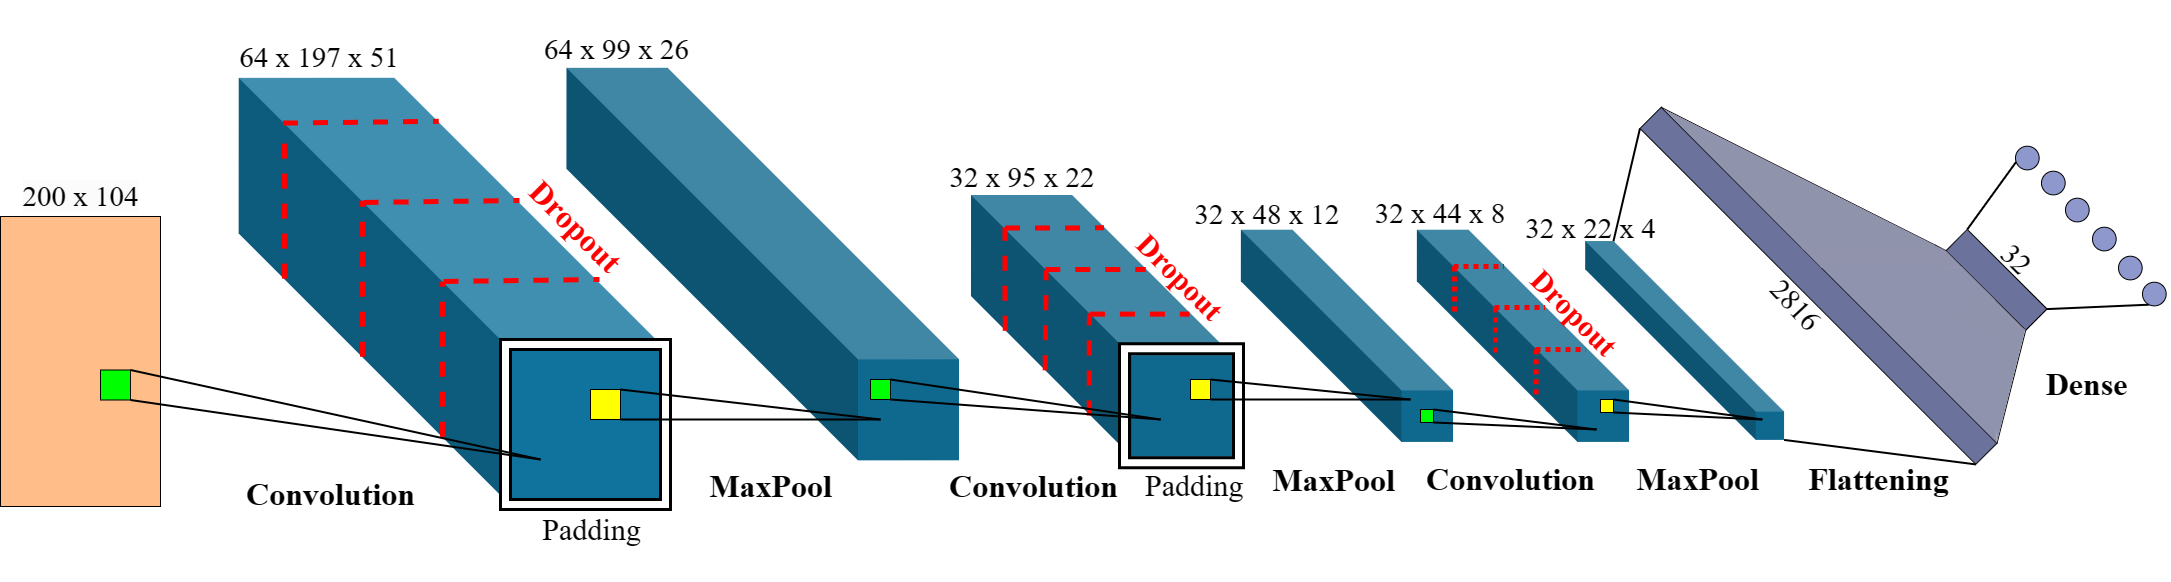 200 x 104
64 x 197 x 51
Dropout
Convolution
Padding
64 x 99 x 26
MaxPool
32 x 95 x 22
Dropout
Convolution
Padding
32 x 48 x 12
MaxPool
32 x 44 x 8
Dropout
Convolution
32 x 22 x 4
MaxPool
2816
Flattening
32
Dense